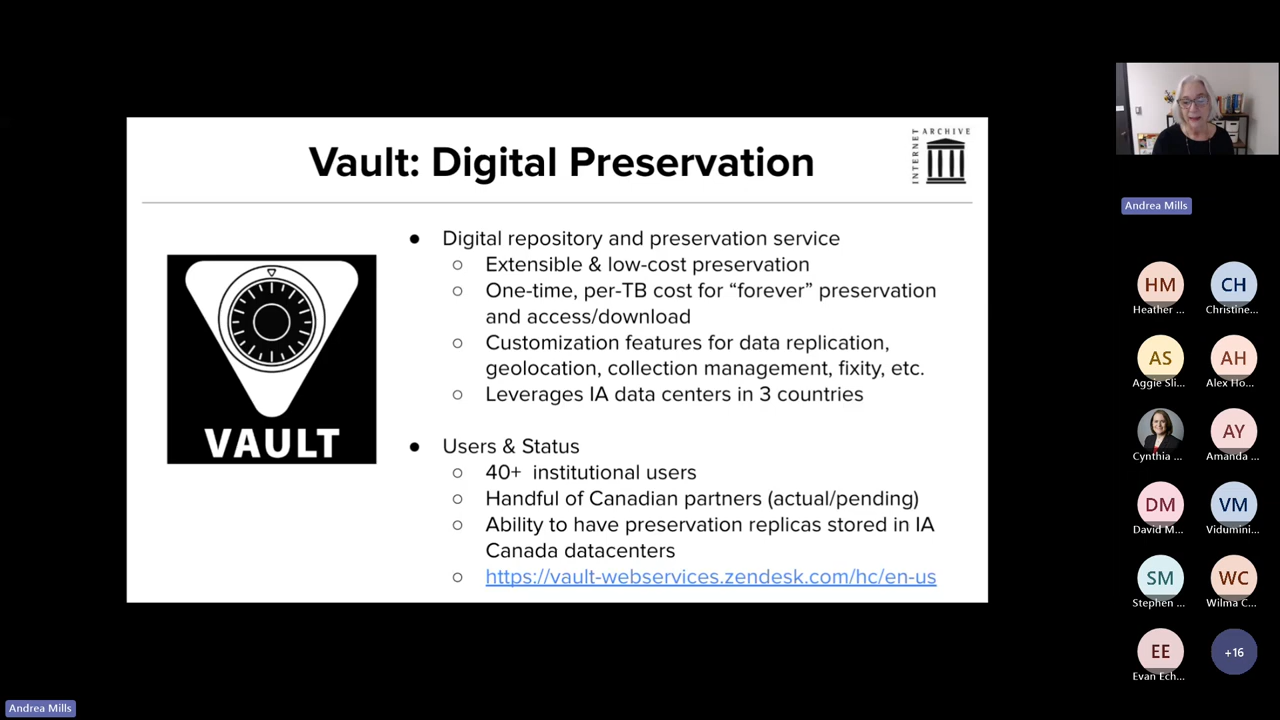 Vault: Digital Preservation
INTERNET ARCHIVE
VAULT
● Digital repository and preservation service
○ Extensible & low-cost preservation
○ One-time, per-TB cost for “forever” preservation
and access/download
○ Customization features for data replication,
geolocation, collection management, fixity, etc.
○ Leverages IA data centers in 3 countries
● Users & Status
○ 40+ institutional users
○ Handful of Canadian partners (actual/pending)
○ Ability to have preservation replicas stored in IA
Canada datacenters
○ https://vault-webservices.zendesk.com/hc/en-us
Andrea Mills
HM
Heather ...
CH
Christine...
AS
Aggie Sli...
AH
Alex Ho...
Cynthia ...
AY
Amanda ...
DM
David M...
VM
Vidumini...
SM
Stephen ...
WC
Wilma C...
EE
Evan Ech...
+16
Andrea Mills